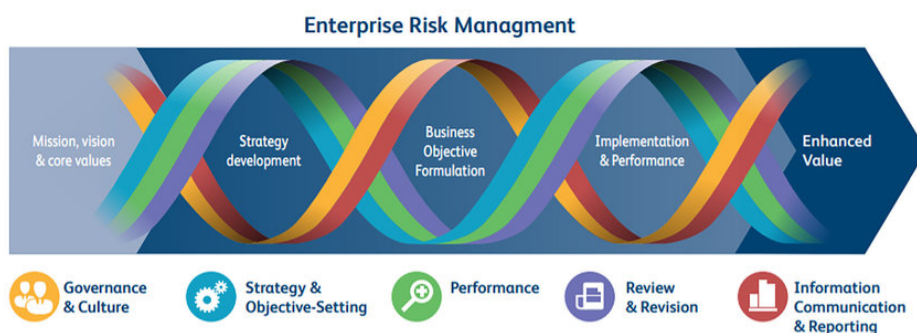 Enterprise Risk Managment
Mission, vision
& core values
Strategy
development
Business
Objective
Formulation
Implementation
& Performance
Enhanced
Value
Governance
& Culture
Strategy &
Objective-Setting
Performance
Review
& Revision
Information
Communication
& Reporting